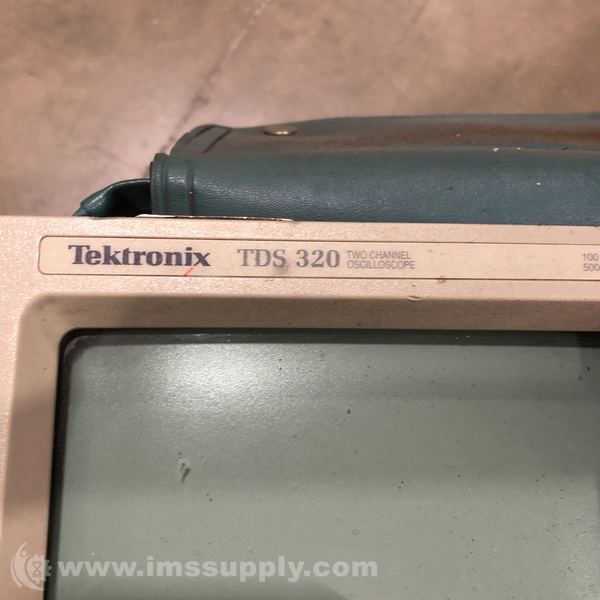 Tektronix TDS 320 TWO CHANNEL OSCILLOSCOPE
100
500
www.imssupply.com